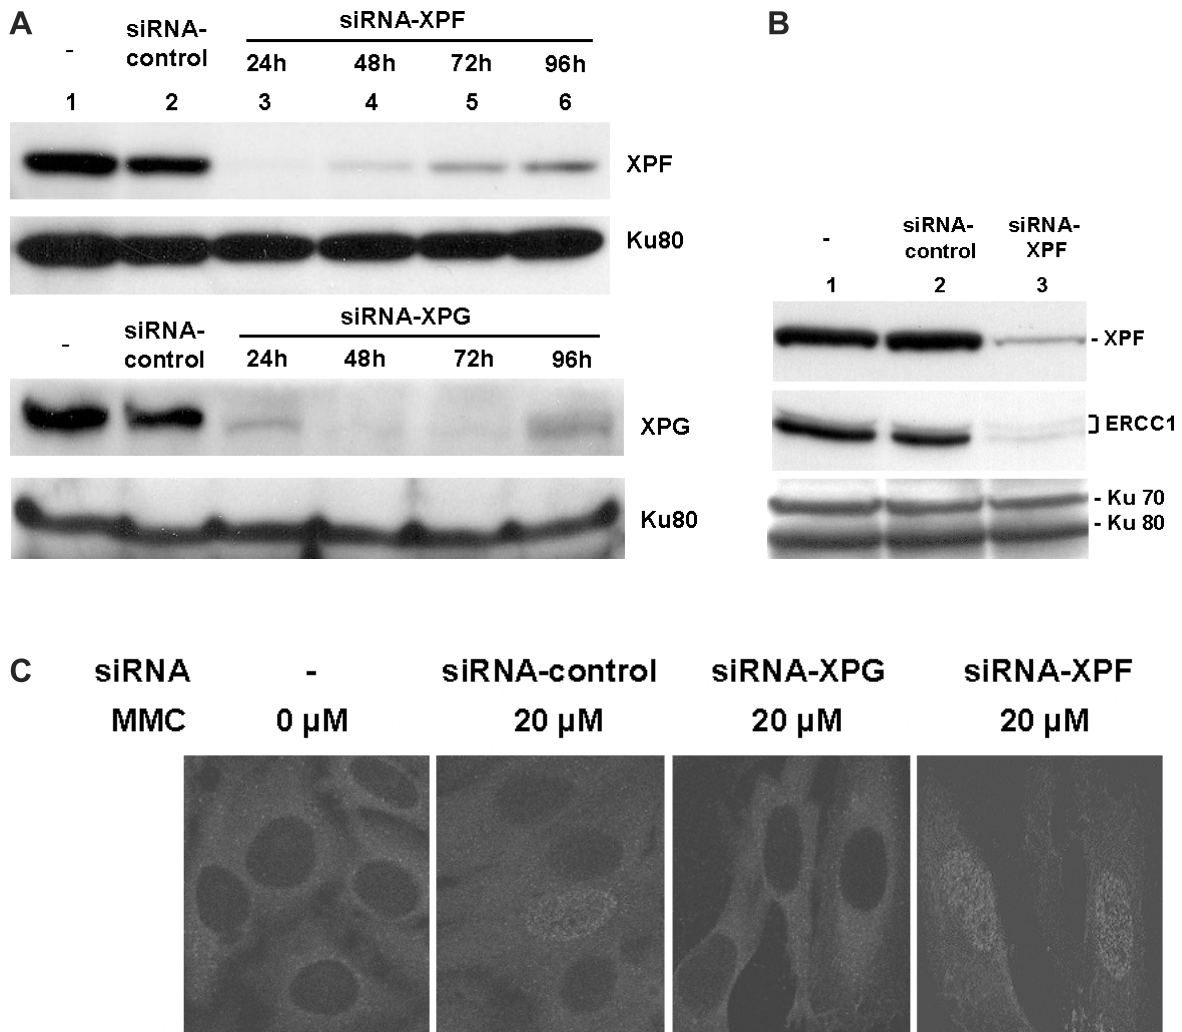 A
-
siRNA-
control
siRNA-XPF
24h 48h 72h 96h
1 2 3 4 5 6
XPF
Ku80
-
siRNA-
control
siRNA-XPG
24h 48h 72h 96h
XPG
Ku80
B
-
siRNA-
control
siRNA-
XPF
1 2 3
- XPF
ERCC1
- Ku 70
- Ku 80
C
siRNA - siRNA-control siRNA-XPG siRNA-XPF
MMC 0 µM 20 µM 20 µM 20 µM